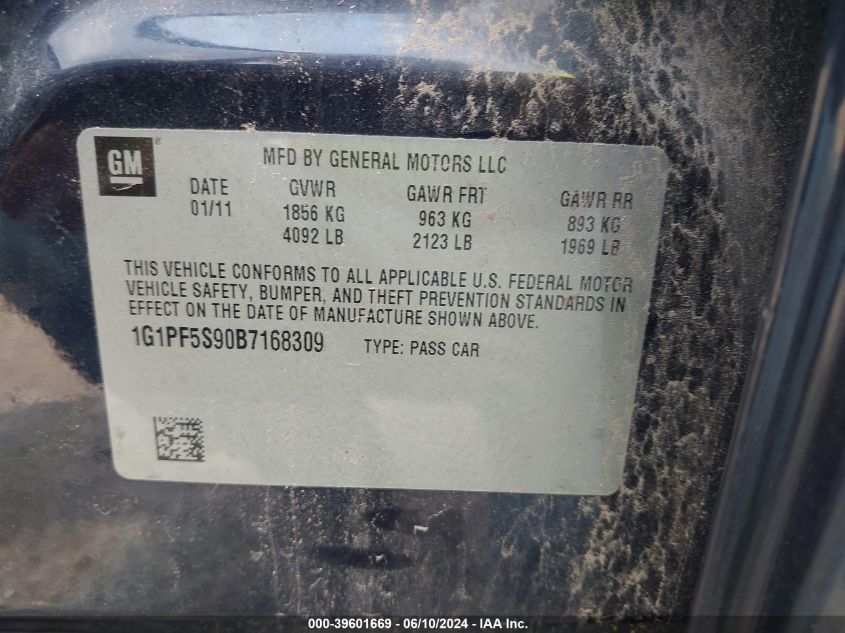 GM
MFD BY GENERAL MOTORS LLC
DATE GVWR GAWR FRT GAWR RR
01/11 1856 KG 963 KG 893 KG
4092 LB 2123 LB 1969 LB
THIS VEHICLE CONFORMS TO ALL APPLICABLE U.S. FEDERAL MOTOR
VEHICLE SAFETY, BUMPER, AND THEFT PREVENTION STANDARDS IN
EFFECT ON THE DATE OF MANUFACTURE SHOWN ABOVE.
1G1PF5S90B7168309 TYPE: PASS CAR
000-39601669 - 06/10/2024 - IAA Inc.